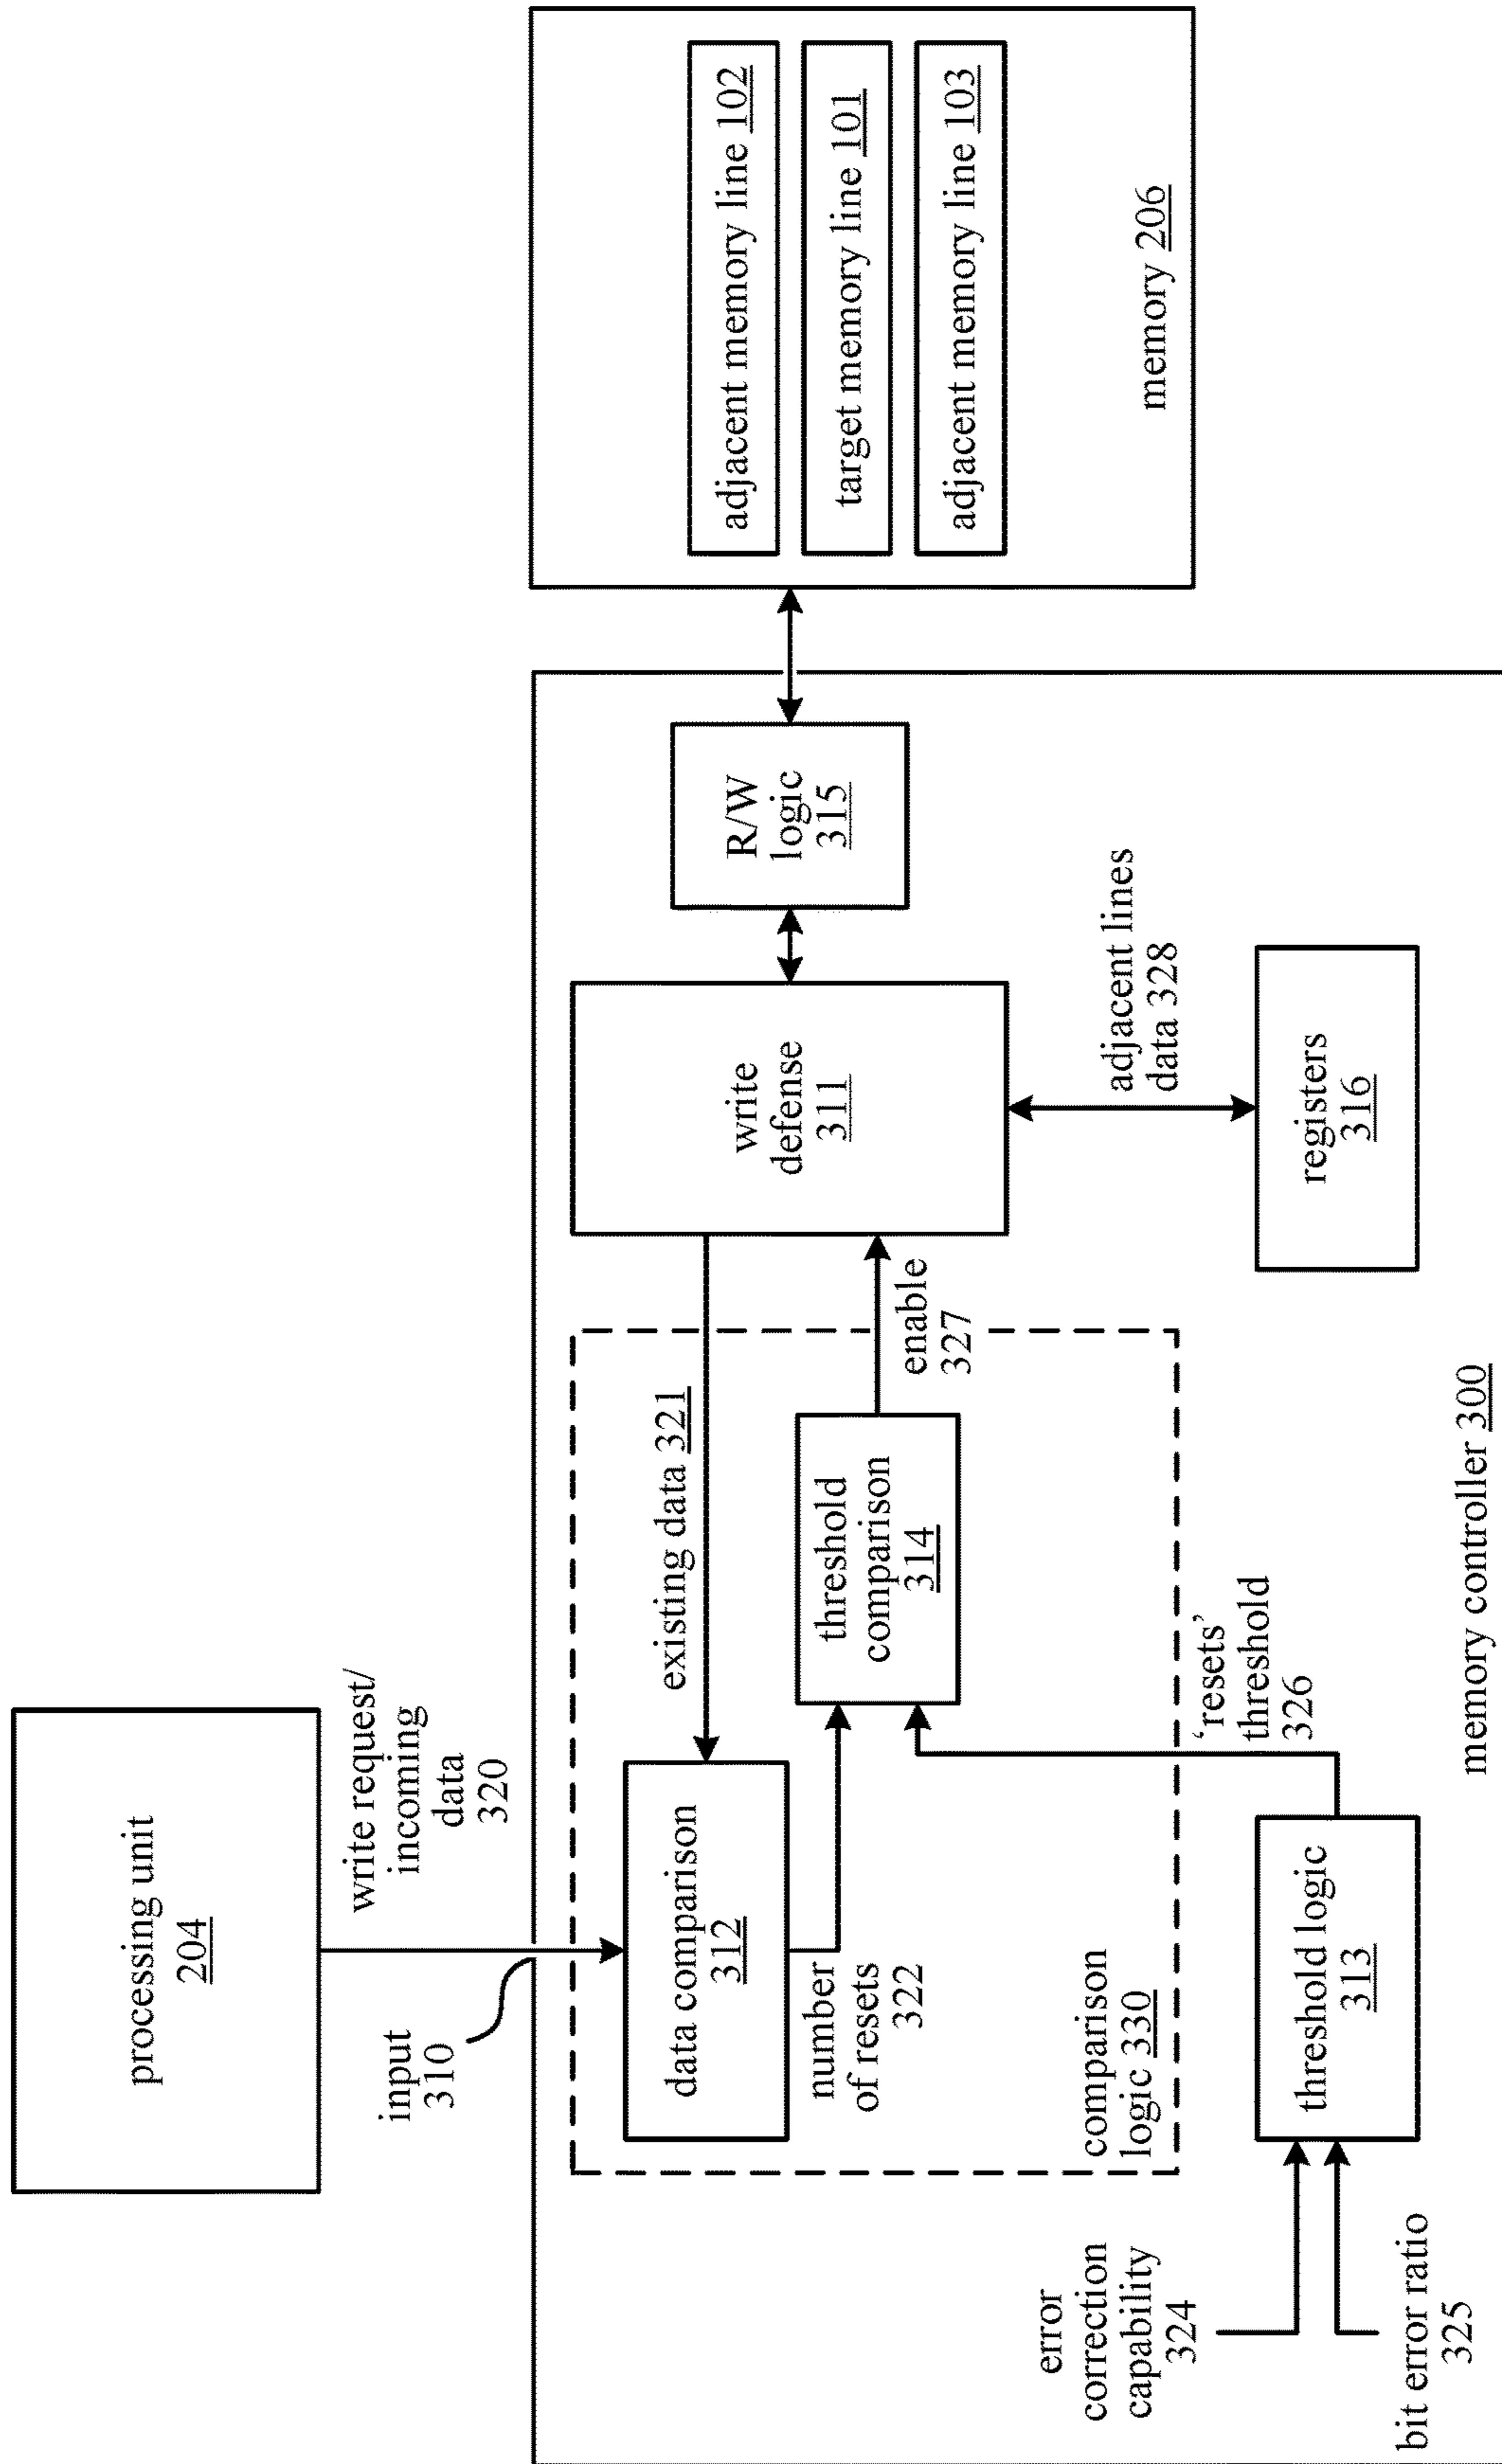 processing unit
204
write request/
incoming
data
320
input
310
data comparison
312
existing data 321
number
of resets
322
threshold
comparison
314
enable
327
comparison
logic 330
write
defense
311
R/W
logic
315
adjacent memory line 102
target memory line 101
adjacent memory line 103
memory 206
error
correction
capability
324
bit error ratio
325
threshold logic
313
‘resets’
threshold
326
adjacent lines
data 328
registers
316
memory controller 300